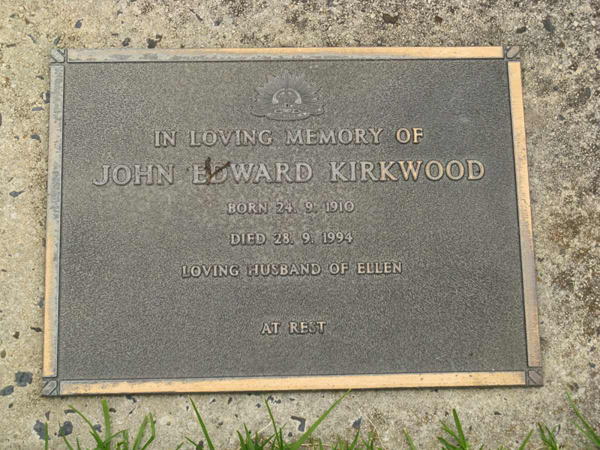 IN LOVING MEMORY OF
JOHN EDWARD KIRKWOOD
BORN 24. 9. 1910
DIED 28. 9. 1994
LOVING HUSBAND OF ELLEN
AT REST